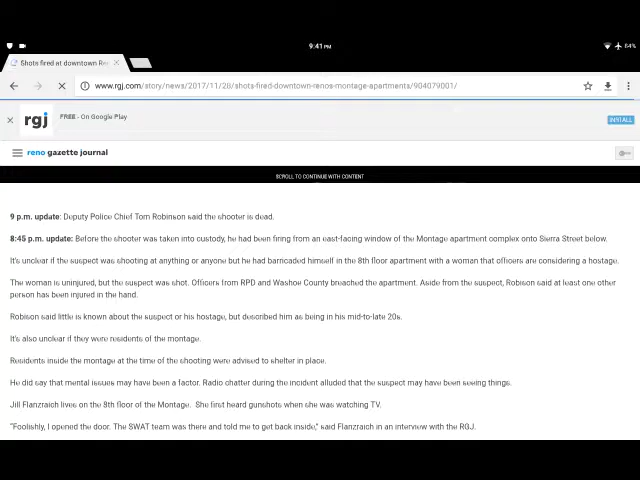 9:41 PM
84%
Shots fired at downtown Ren
www.rgj.com/story/news/2017/11/28/shots-fired-downtown-renos-montage-apartments/904079001/
rgj
FREE - On Google Play
INSTALL
reno gazette journal
SCROLL TO CONTINUE WITH CONTENT
9 p.m. update: Deputy Police Chief Tom Robinson said the shooter is dead.
8:45 p.m. update: Before the shooter was taken into custody, he had been firing from an east-facing window of the Montage apartment complex onto Sierra Street below.
It's unclear if the suspect was shooting at anything or anyone but he had barricaded himself in the 8th floor apartment with a woman that officers are considering a hostage.
The woman is uninjured, but the suspect was shot. Officers from RPD and Washoe County breached the apartment. Aside from the suspect, Robison said at least one other
person has been injured in the hand.
Robison said little is known about the suspect or his hostage, but described him as being in his mid-to-late 20s.
It's also unclear if they were residents of the montage.
Residents inside the montage at the time of the shooting were advised to shelter in place.
He did say that mental issues may have been a factor. Radio chatter during the incident alluded that the suspect may have been seeing things.
Jill Flanzraich lives on the 8th floor of the Montage. She first heard gunshots when she was watching TV.
"Foolishly, I opened the door. The SWAT team was there and told me to get back inside," said Flanzraich in an interview with the RGJ.